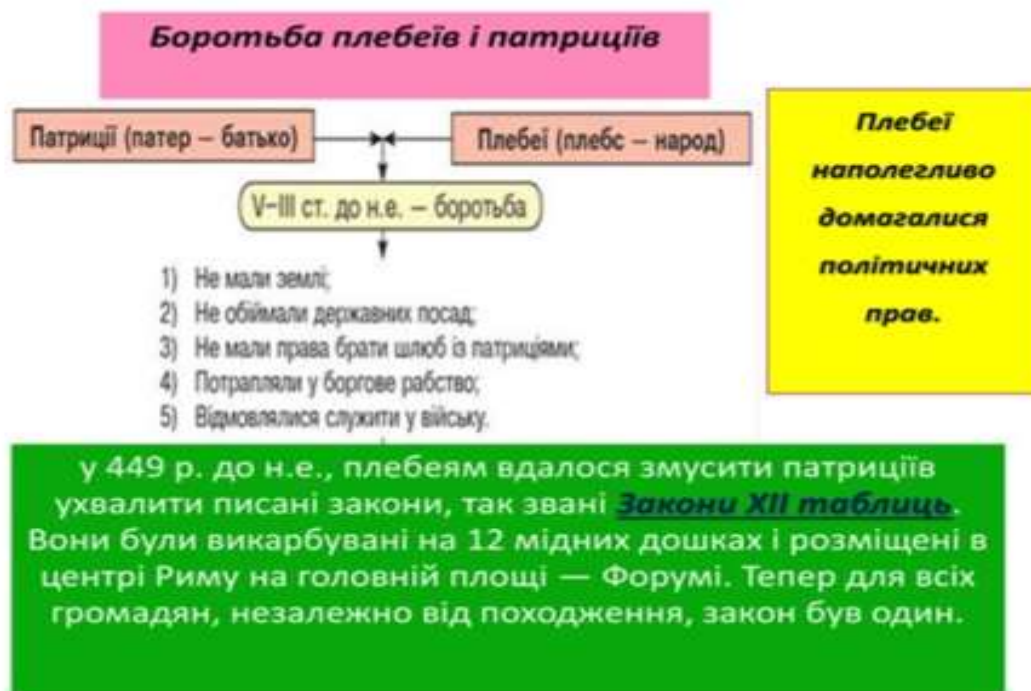 Боротьба плебеїв і патриціїв
Патриції (патер – батько)
Плебеї (плебс – народ)
V–III ст. до н.е. – боротьба
1) Не мали землі;
2) Не обіймали державних посад;
3) Не мали права брати шлюб із патриціями;
4) Потрапляли у боргове рабство;
5) Відмовлялися служити у війську.
Плебеї
наполегливо
домагалися
політичних
прав.
у 449 р. до н.е., плебеям вдалося змусити патриціїв
ухвалити писані закони, так звані Закони XII таблиць.
Вони були викарбувані на 12 мідних дошках і розміщені в
центрі Риму на головній площі — Форумі. Тепер для всіх
громадян, незалежно від походження, закон був один.